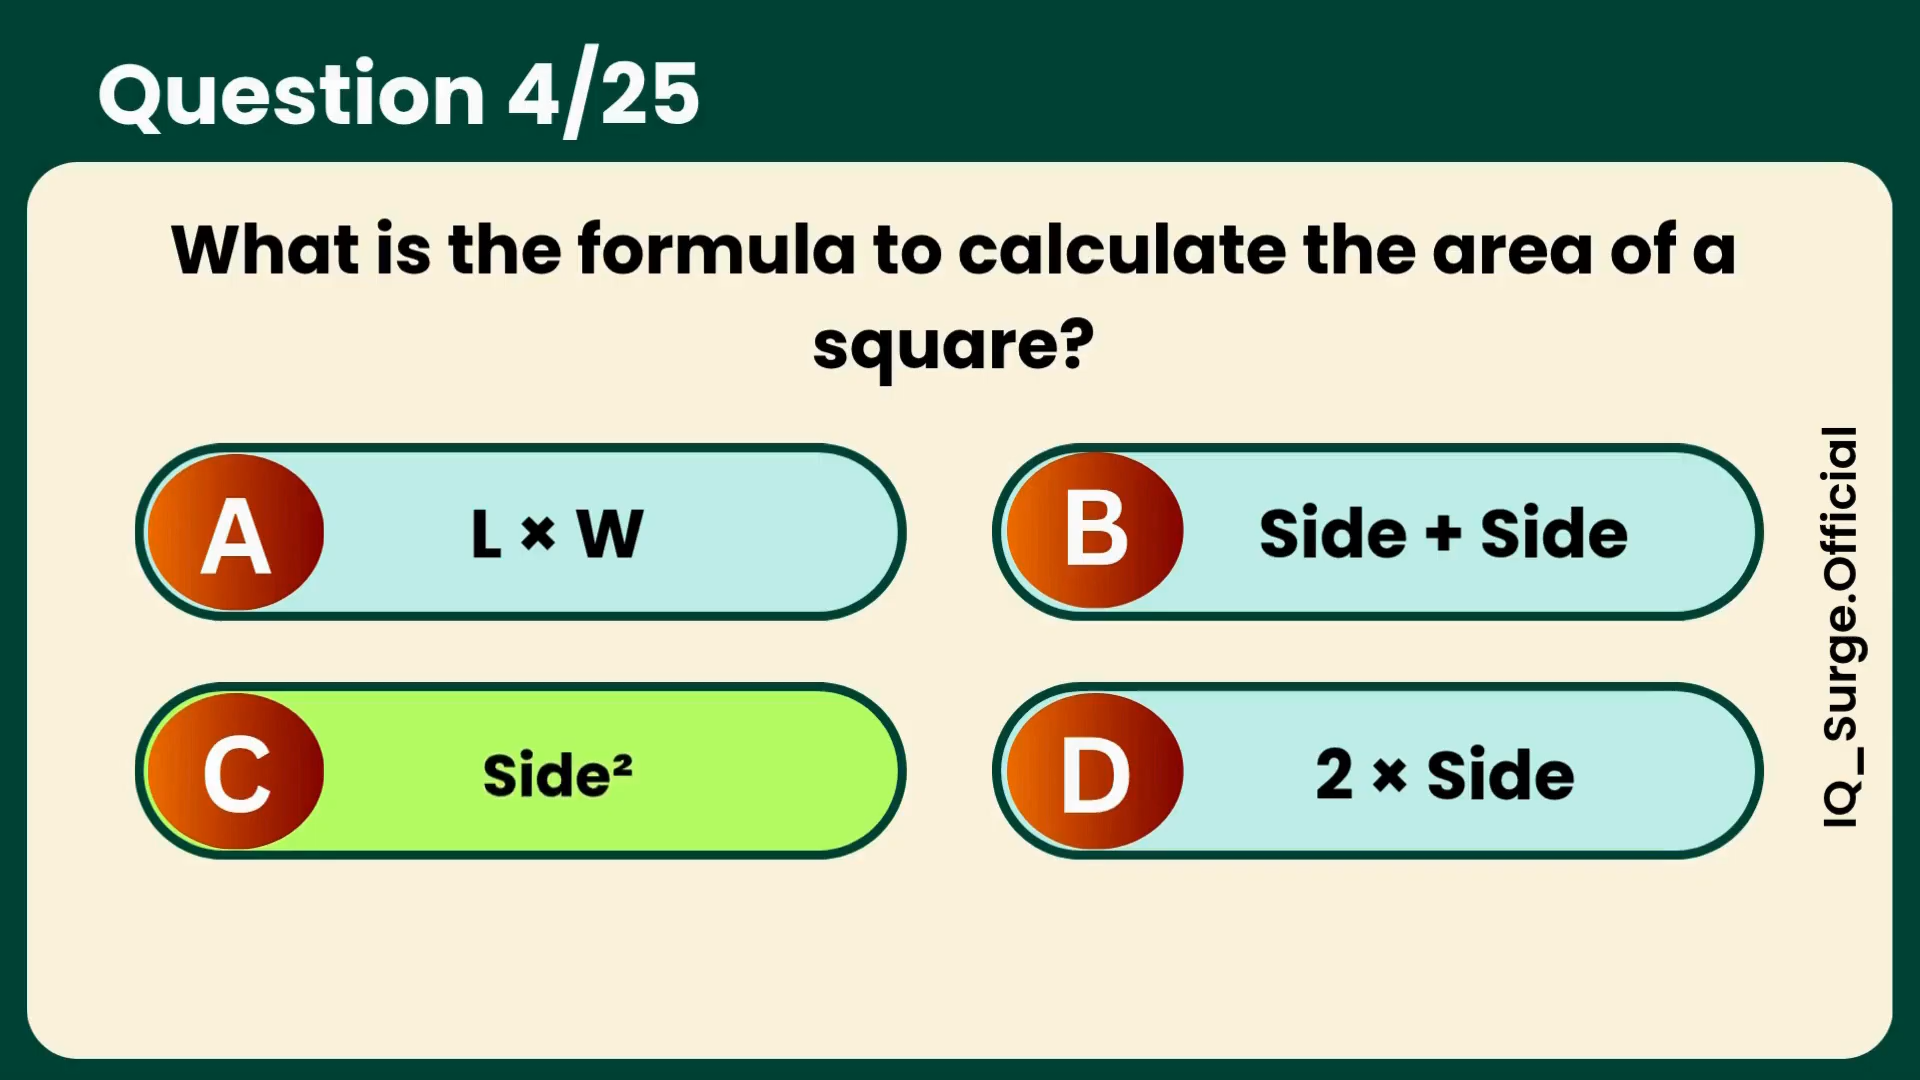 Question 4/25
What is the formula to calculate the area of a
square?
A L × W
B Side + Side
C Side²
D 2 × Side
IQ_Surge.Official